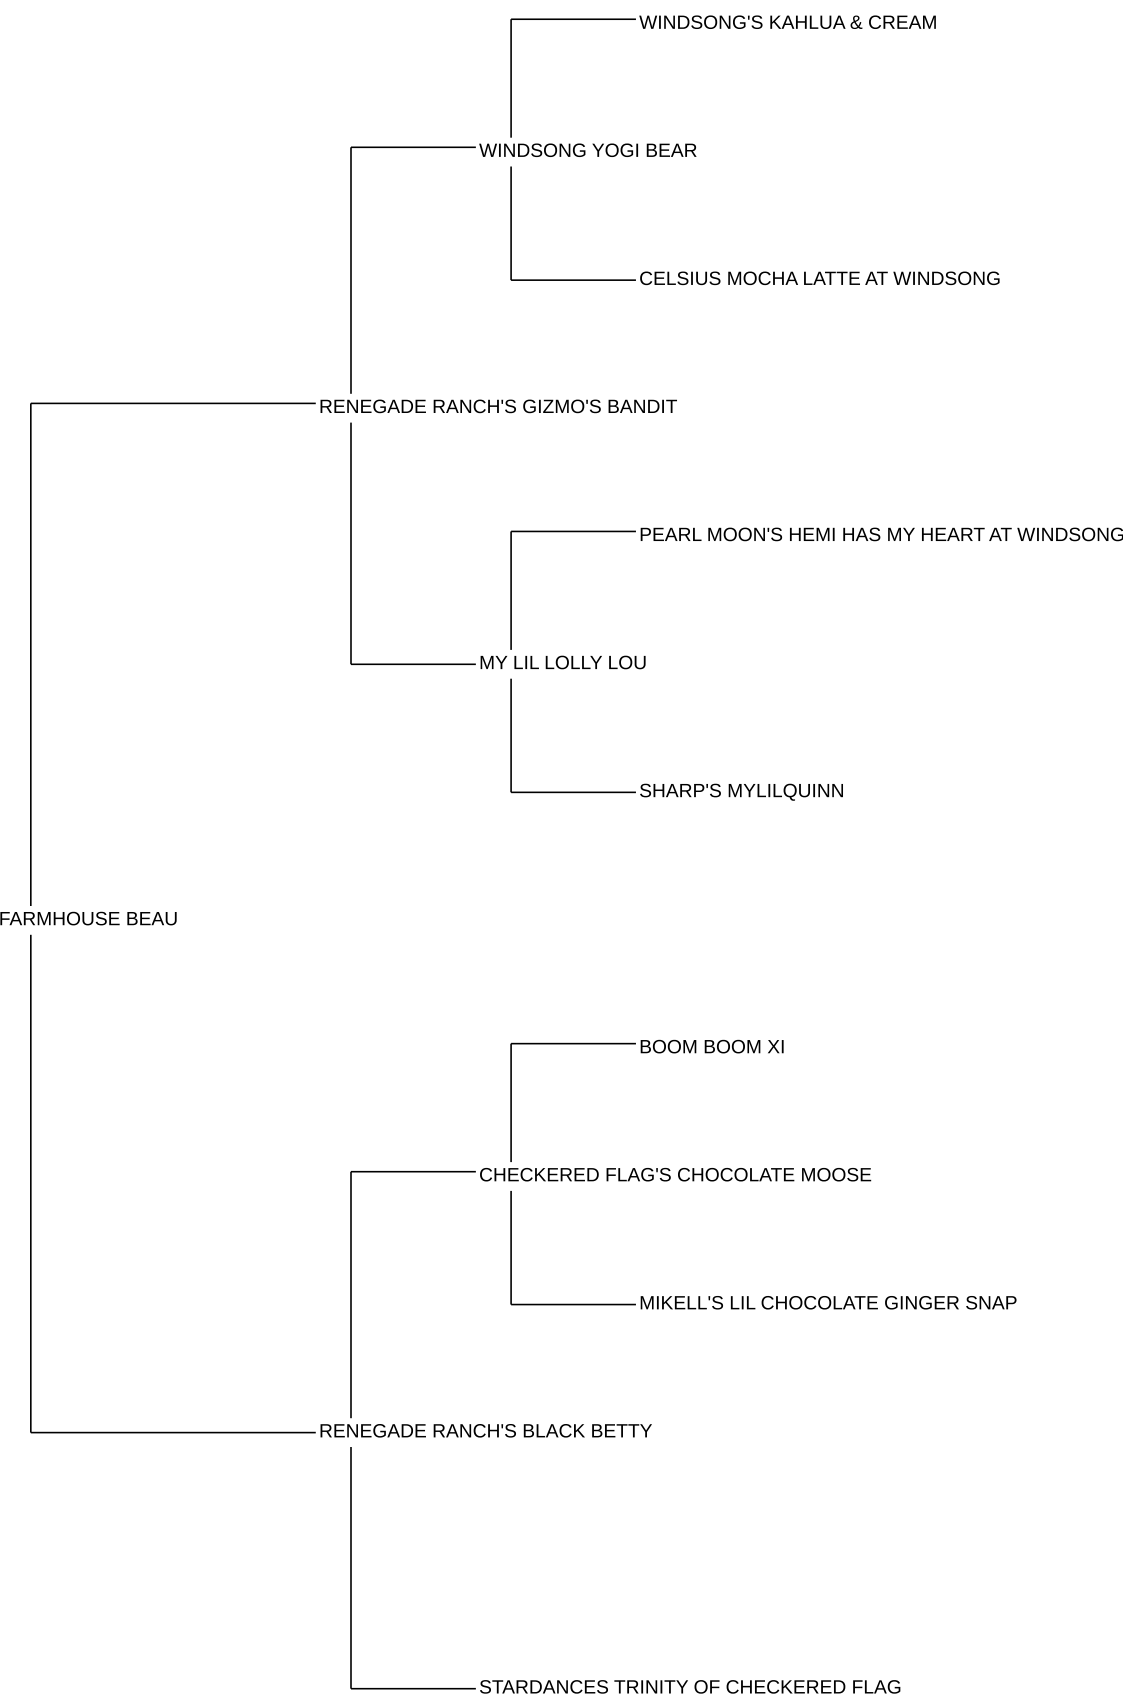 WINDSONG'S KAHLUA & CREAM
WINDSONG YOGI BEAR
CELSIUS MOCHA LATTE AT WINDSONG
RENEGADE RANCH'S GIZMO'S BANDIT
PEARL MOON'S HEMI HAS MY HEART AT WINDSONG
MY LIL LOLLY LOU
SHARP'S MYLILQUINN
FARMHOUSE BEAU
BOOM BOOM XI
CHECKERED FLAG'S CHOCOLATE MOOSE
MIKELL'S LIL CHOCOLATE GINGER SNAP
RENEGADE RANCH'S BLACK BETTY
STARDANCES TRINITY OF CHECKERED FLAG